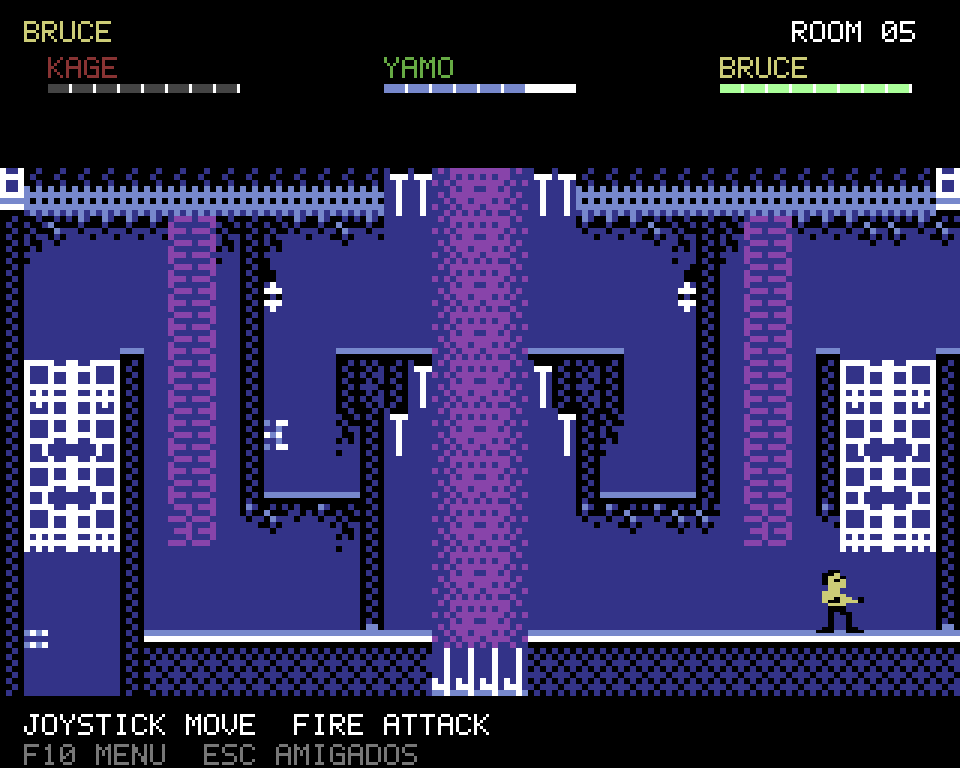 BRUCE ROOM 05
KAGE YAMO BRUCE
JOYSTICK MOVE FIRE ATTACK
F10 MENU ESC AMIGADOS